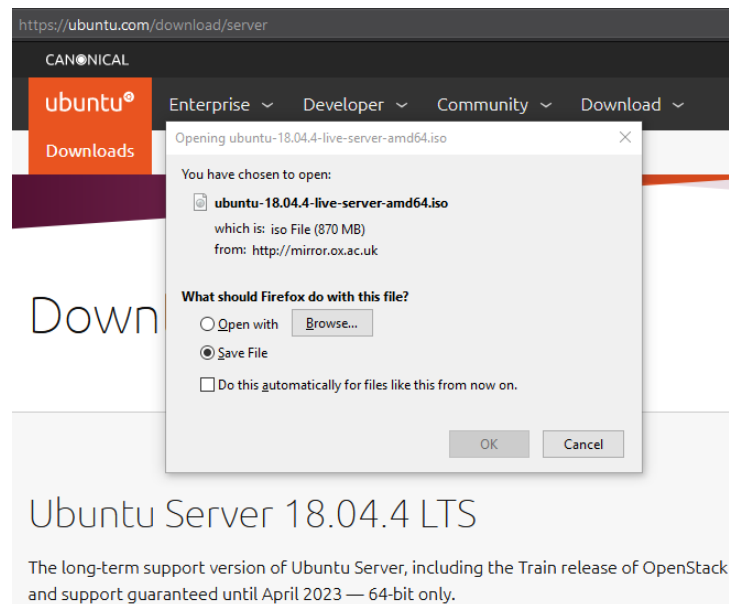 https://ubuntu.com/download/server
CANONICAL
ubuntu® Enterprise Developer Community Download
Downloads
Opening ubuntu-18.04.4-live-server-amd64.iso
You have chosen to open:
ubuntu-18.04.4-live-server-amd64.iso
which is: iso File (870 MB)
from: http://mirror.ox.ac.uk
Down
What should Firefox do with this file?
Open with Browse...
Save File
Do this automatically for files like this from now on.
OK Cancel
Ubuntu Server 18.04.4 LTS
The long-term support version of Ubuntu Server, including the Train release of OpenStack
and support guaranteed until April 2023 — 64-bit only.